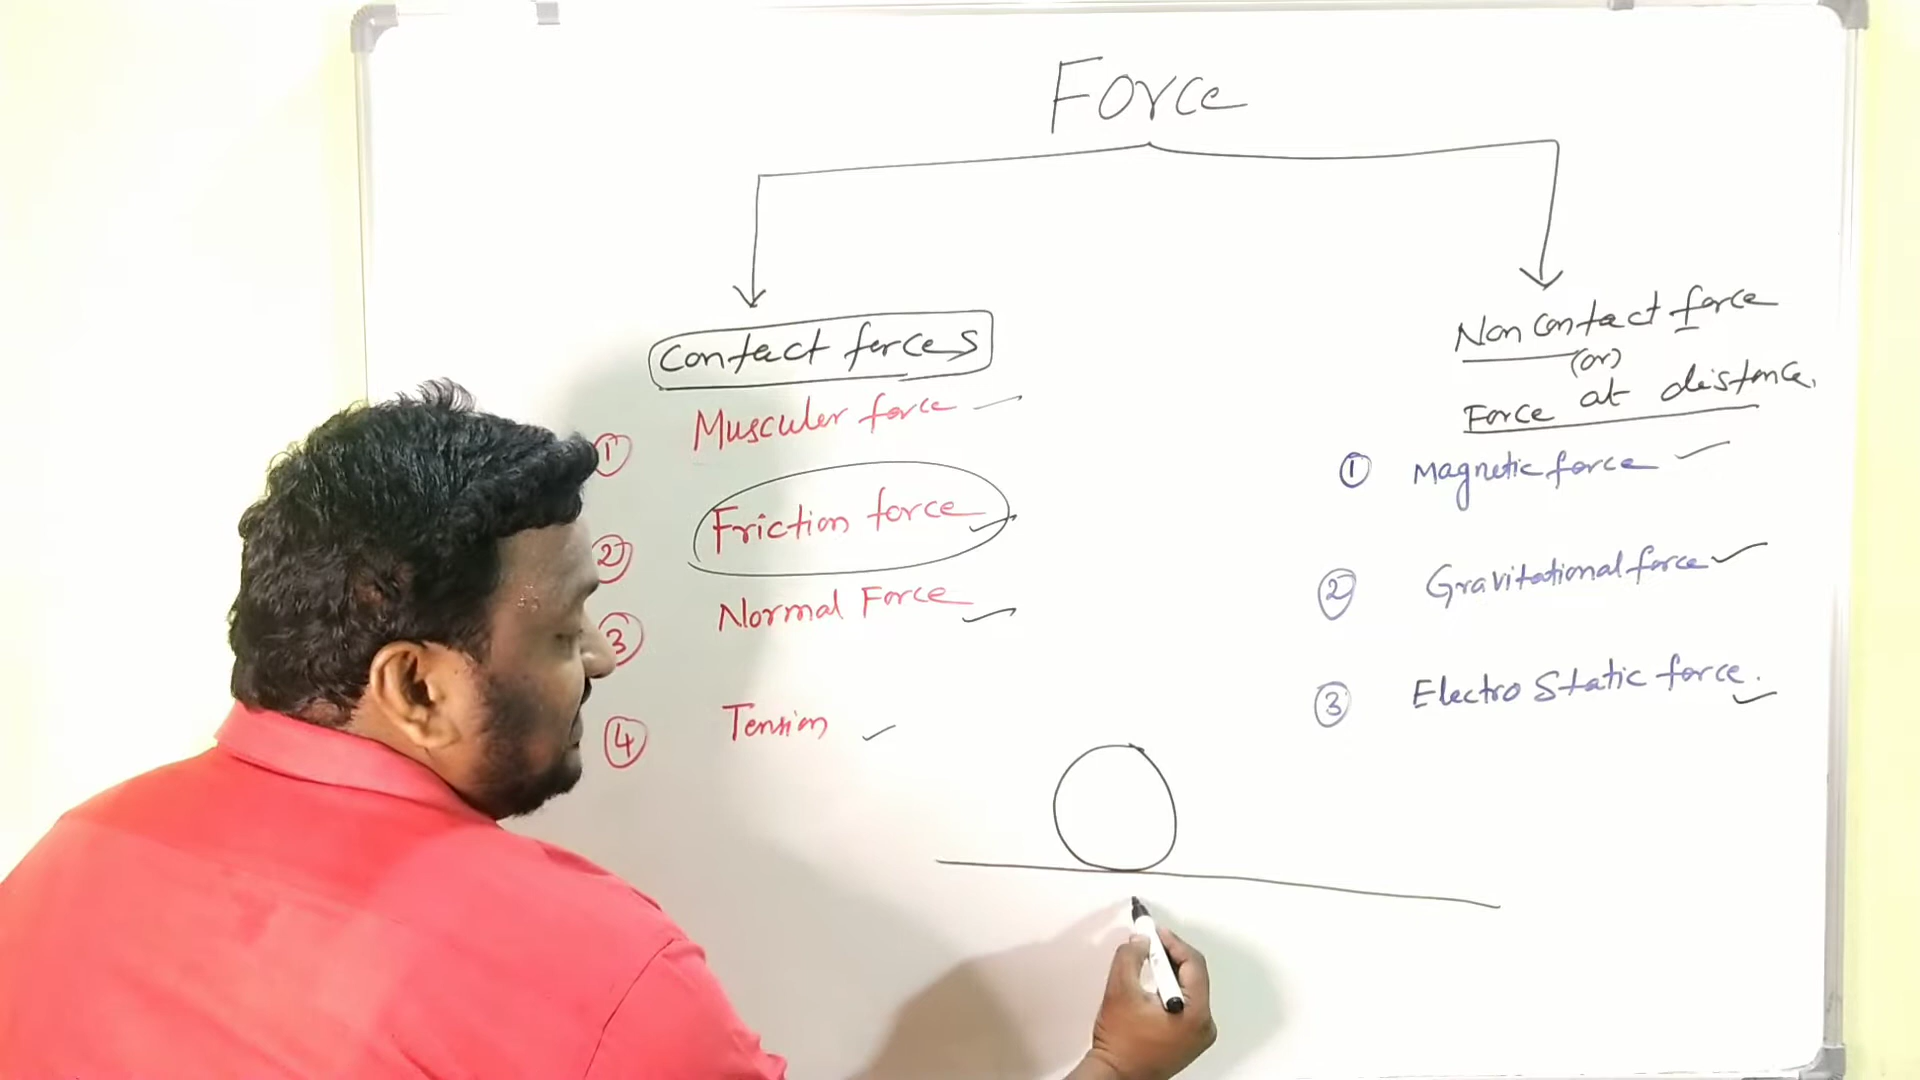 Force
Contact forces
① Muscular force
② Friction force
③ Normal Force
④ Tension
Non Contact force
(or)
Force at distance.
① Magnetic force
② Gravitational force
③ Electro Static force.